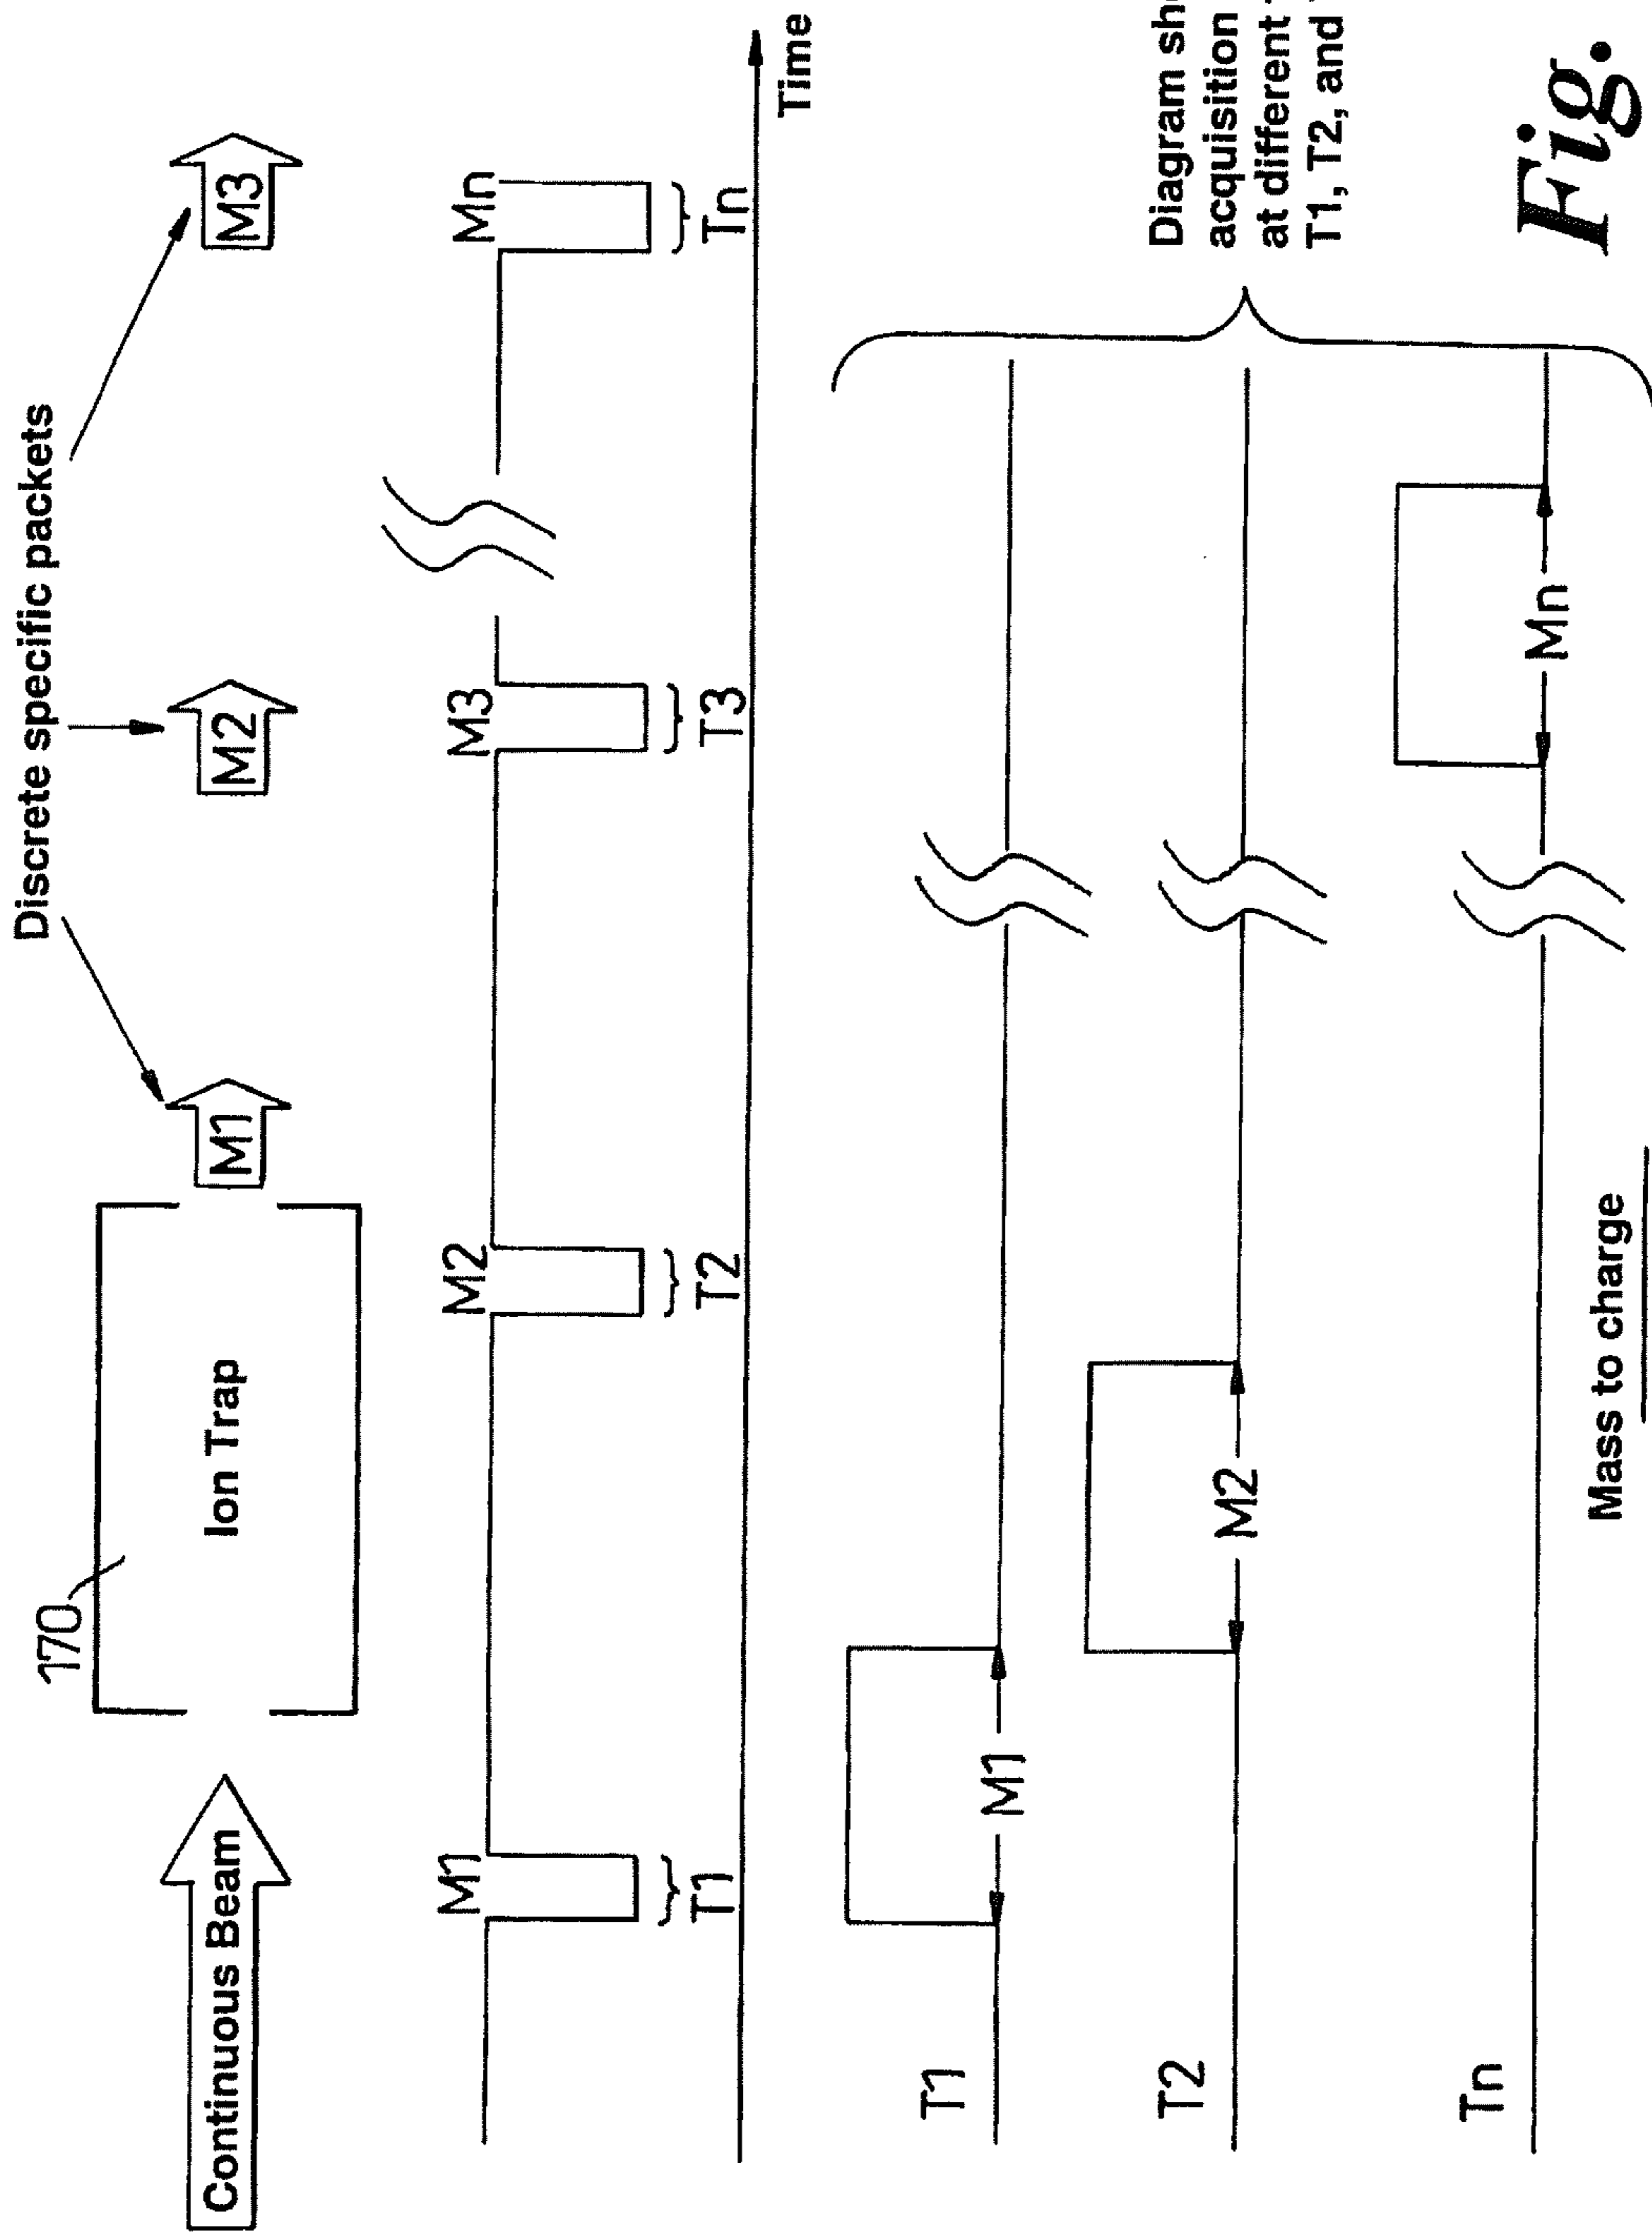 Discrete specific packets
170
Continuous Beam
Ion Trap
M1
M2
M3
M1
M2
M3
Mn
T1
T2
T3
Tn
Time
T1
M1
T2
M2
Tn
Mn
Diagram
acquisition
at different
T1, T2, and
Mass to charge
Fig.